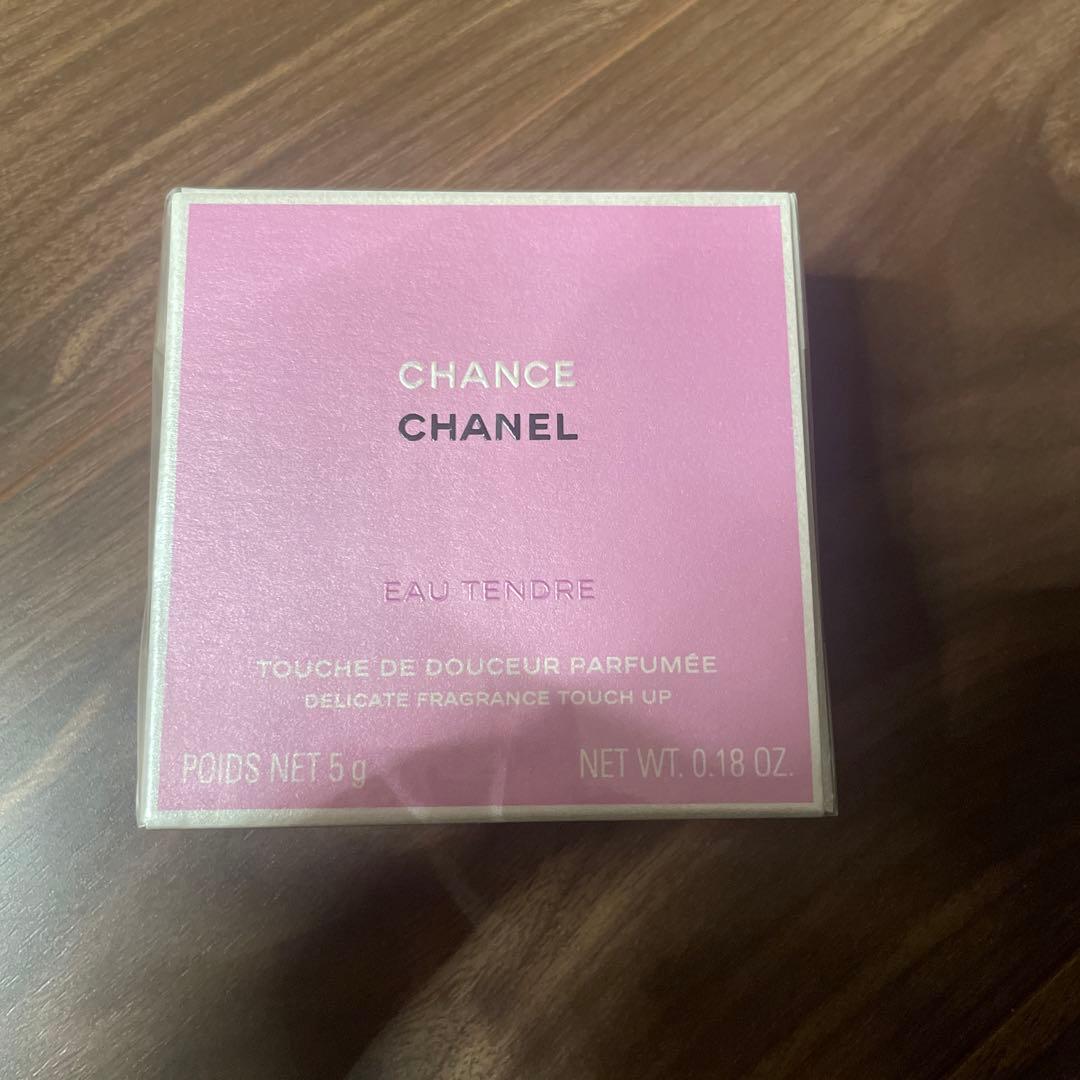 CHANCE
CHANEL
EAU TENDRE
TOUCHE DE DOUCEUR PARFUMÉE
DELICATE FRAGRANCE TOUCH UP
POIDS NET 5 g NET WT. 0.18 OZ.